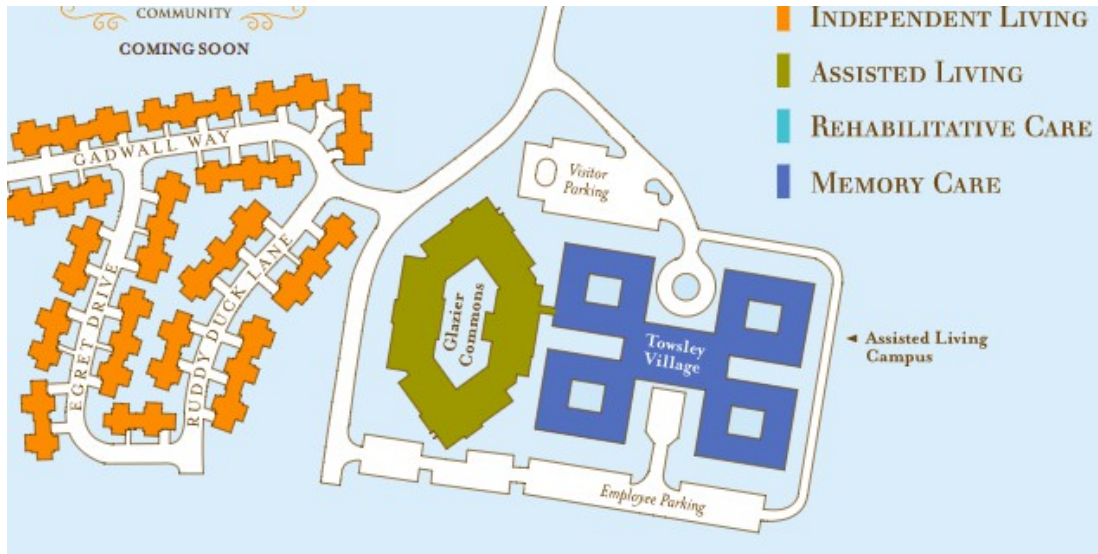 COMMUNITY
COMING SOON
INDEPENDENT LIVING
ASSISTED LIVING
REHABILITATIVE CARE
MEMORY CARE
GADWALL WAY
Visitor
Parking
EGRET DRIVE
RUDDY DUCK LANE
Glazier
Commons
Towsley
Village
◄ Assisted Living
Campus
Employee Parking